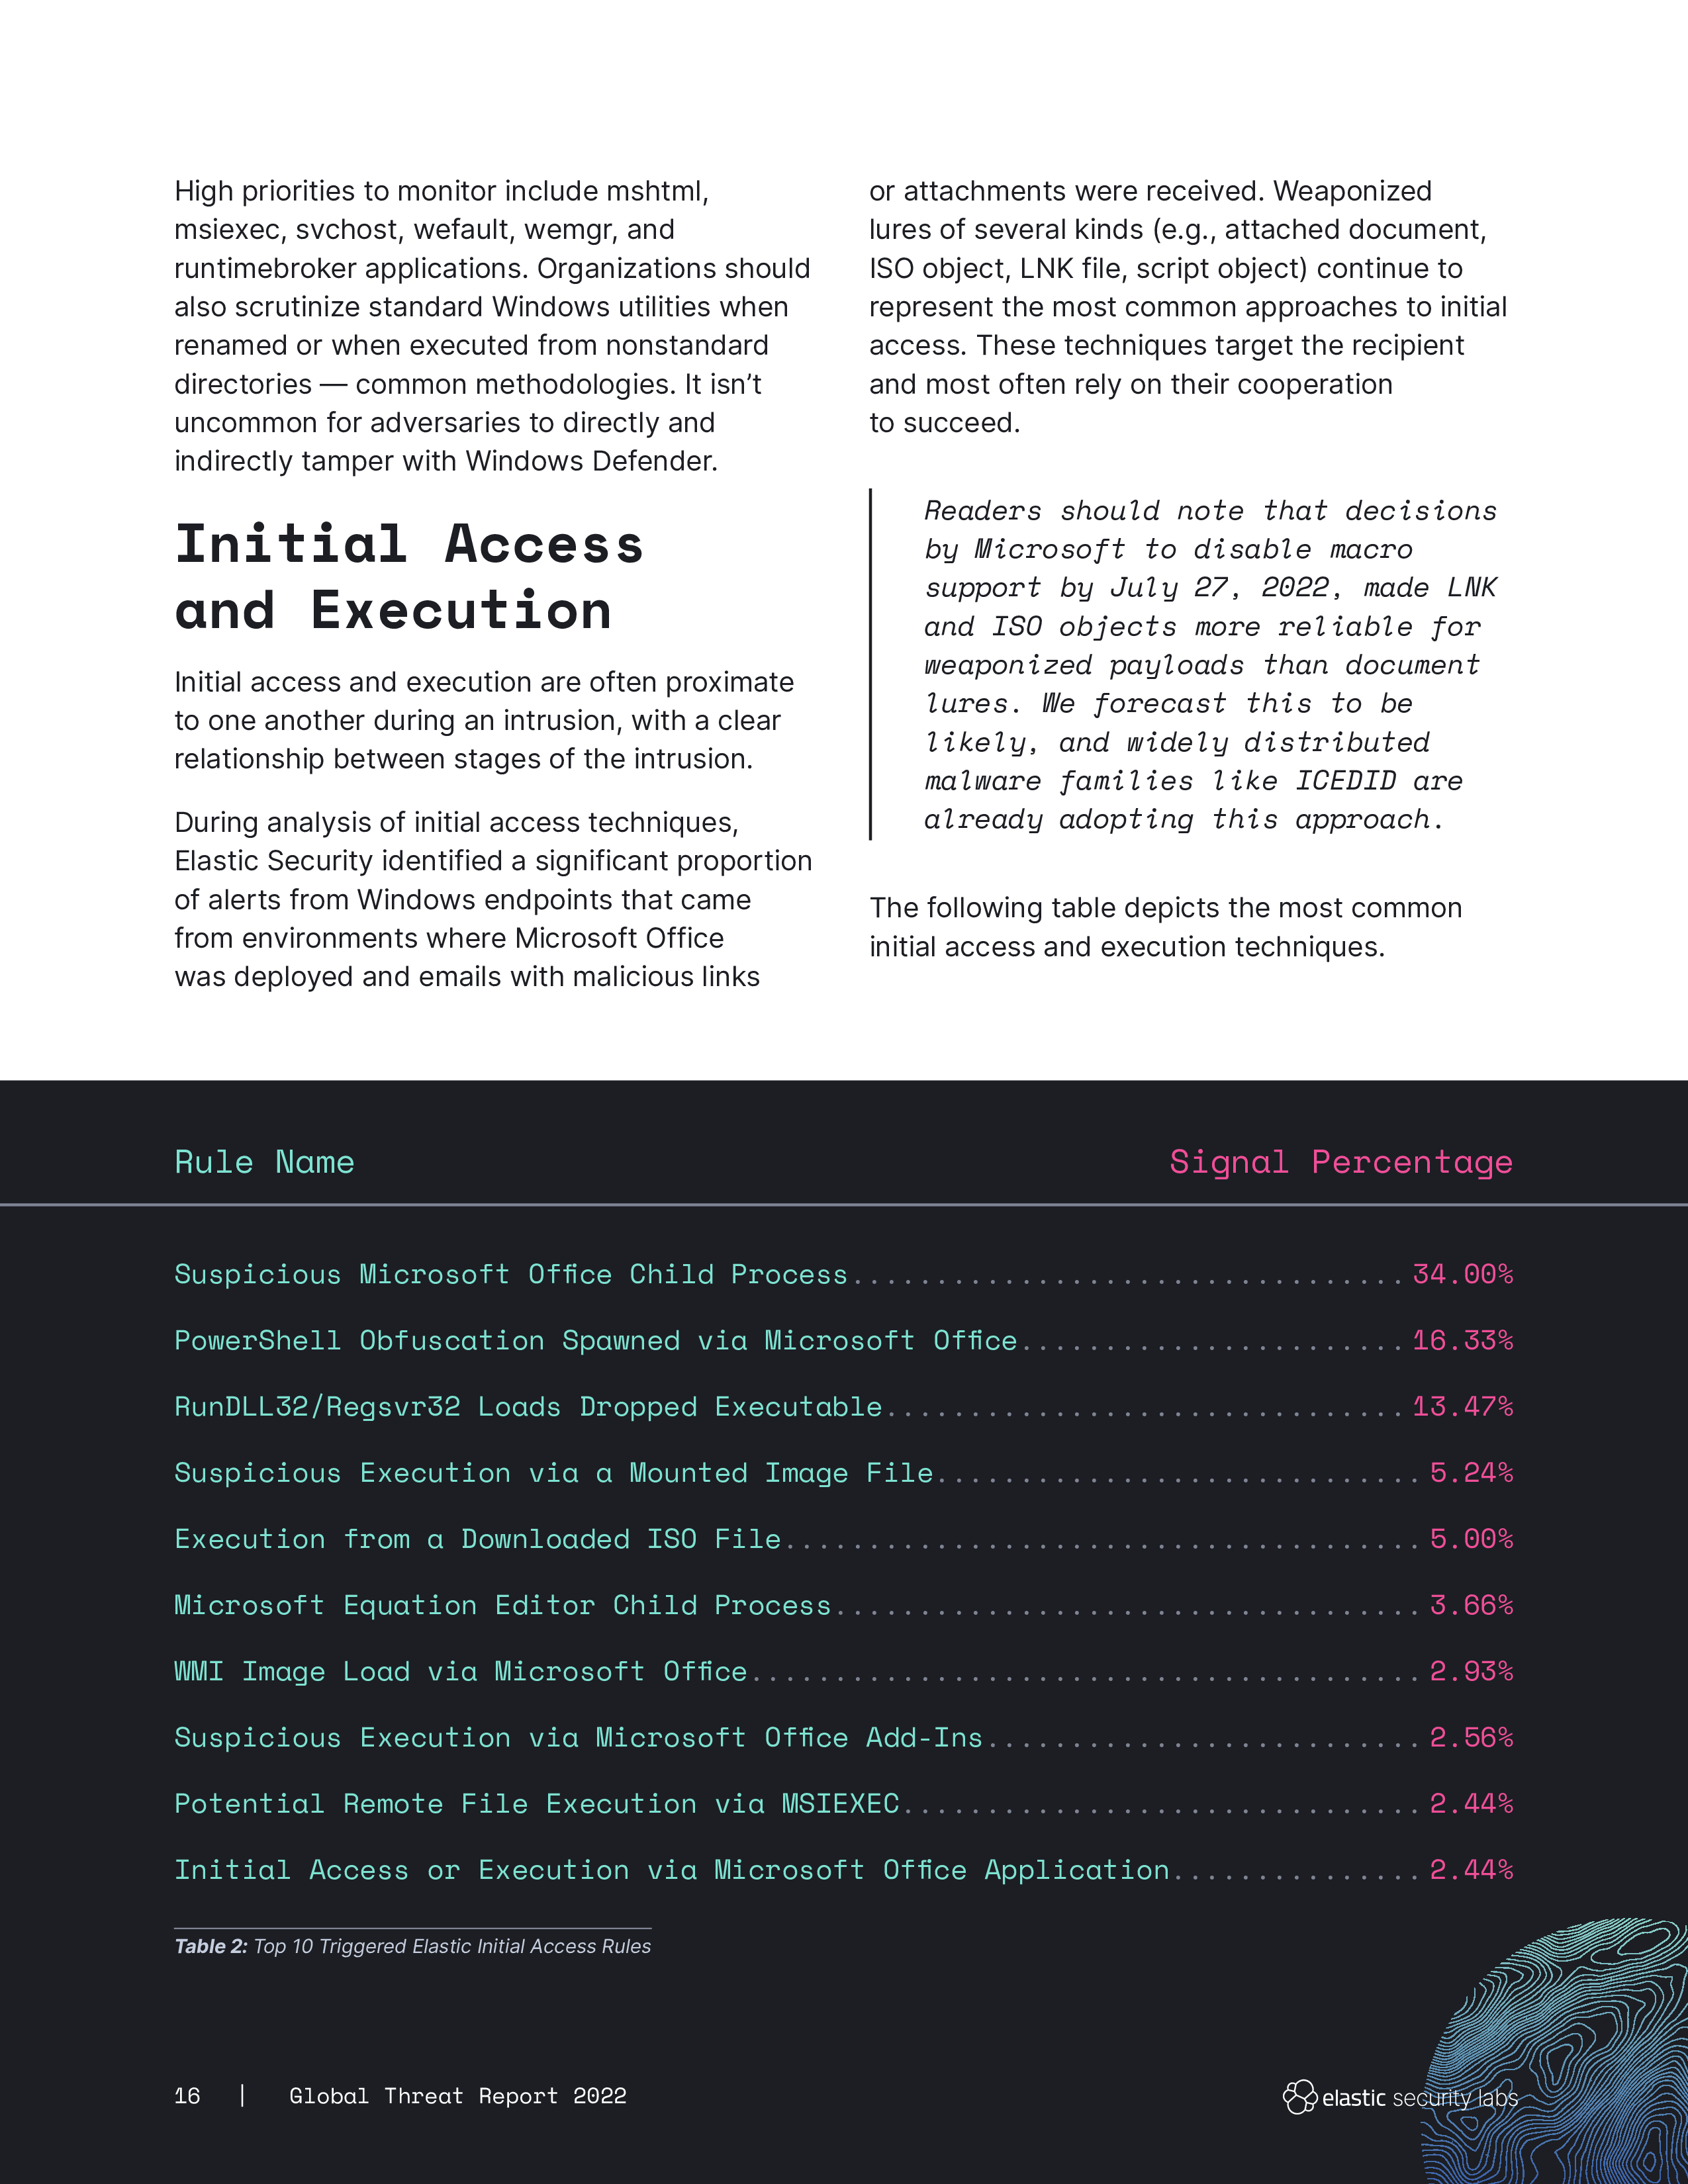 High priorities to monitor include mshtml,
msiexec, svchost, wefault, wemgr, and
runtimebroker applications. Organizations should
also scrutinize standard Windows utilities when
renamed or when executed from nonstandard
directories — common methodologies. It isn’t
uncommon for adversaries to directly and
indirectly tamper with Windows Defender.
Initial Access
and Execution
Initial access and execution are often proximate
to one another during an intrusion, with a clear
relationship between stages of the intrusion.
During analysis of initial access techniques,
Elastic Security identified a significant proportion
of alerts from Windows endpoints that came
from environments where Microsoft Office
was deployed and emails with malicious links
or attachments were received. Weaponized
lures of several kinds (e.g., attached document,
ISO object, LNK file, script object) continue to
represent the most common approaches to initial
access. These techniques target the recipient
and most often rely on their cooperation
to succeed.
Readers should note that decisions
by Microsoft to disable macro
support by July 27, 2022, made LNK
and ISO objects more reliable for
weaponized payloads than document
lures. We forecast this to be
likely, and widely distributed
malware families like ICEDID are
already adopting this approach.
The following table depicts the most common
initial access and execution techniques.
Rule Name Signal Percentage
Suspicious Microsoft Office Child Process 34.00%
PowerShell Obfuscation Spawned via Microsoft Office 16.33%
RunDLL32/Regsvr32 Loads Dropped Executable 13.47%
Suspicious Execution via a Mounted Image File 5.24%
Execution from a Downloaded ISO File 5.00%
Microsoft Equation Editor Child Process 3.66%
WMI Image Load via Microsoft Office 2.93%
Suspicious Execution via Microsoft Office Add-Ins 2.56%
Potential Remote File Execution via MSIEXEC 2.44%
Initial Access or Execution via Microsoft Office Application 2.44%
Table 2: Top 10 Triggered Elastic Initial Access Rules
16 | Global Threat Report 2022
elastic security labs